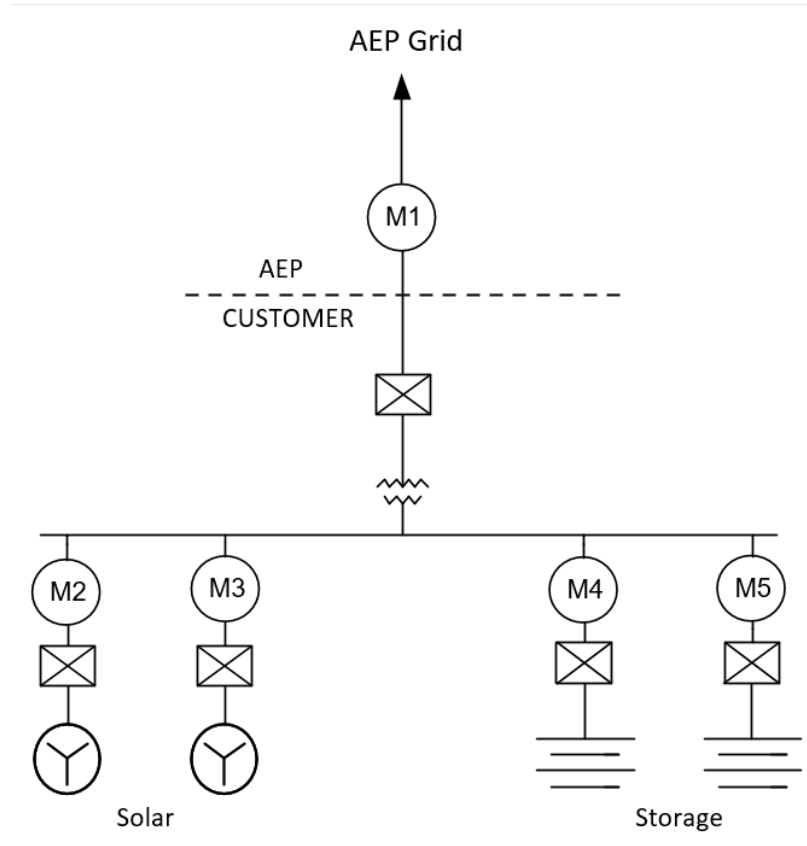 AEP Grid
M1
AEP
CUSTOMER
M2
M3
M4
M5
Solar
Storage